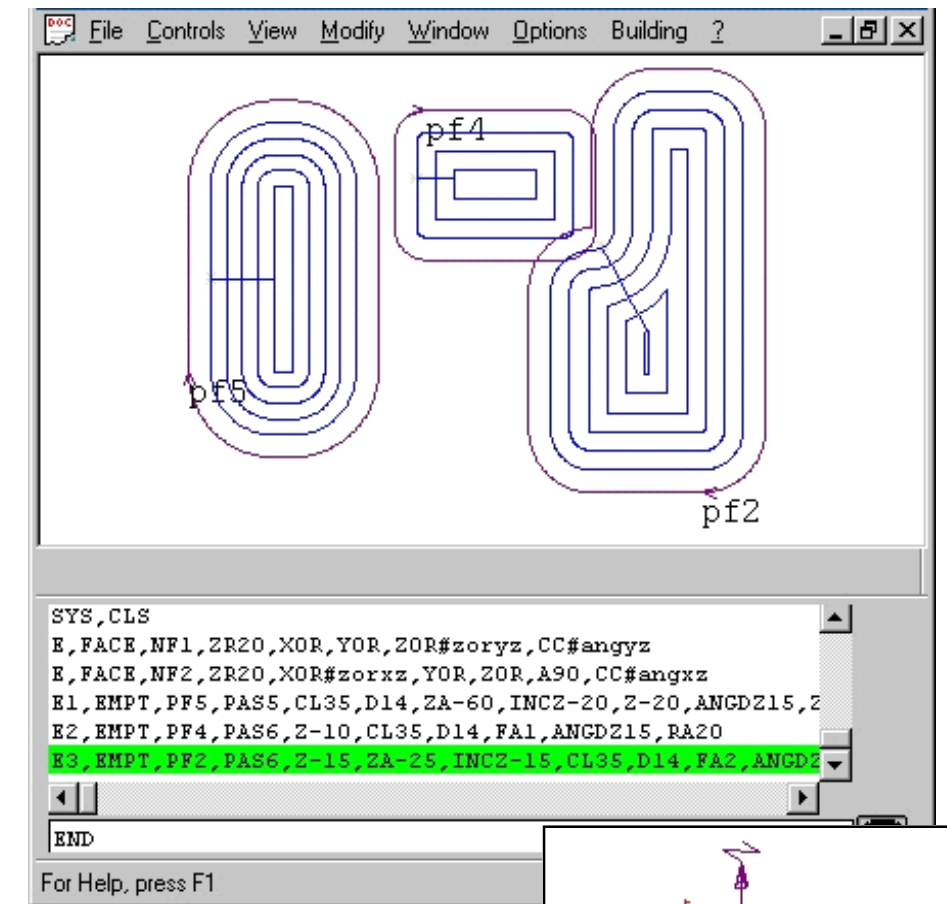 DOC File Controls View Modify Window Options Building ?
pf4
pf5
pf2
SYS,CLS
E,FACE,NF1,ZR20,X0R,Y0R,Z0R#zoryz,CC#angyz
E,FACE,NF2,ZR20,X0R#zorxz,Y0R,Z0R,A90,CC#angxz
E1,EMPT,PF5,PAS5,CL35,D14,ZA-60,INCZ-20,Z-20,ANGDZ15,Z
E2,EMPT,PF4,PAS6,Z-10,CL35,D14,FA1,ANGDZ15,RA20
E3,EMPT,PF2,PAS6,Z-15,ZA-25,INCZ-15,CL35,D14,FA2,ANGDZ
END
For Help, press F1